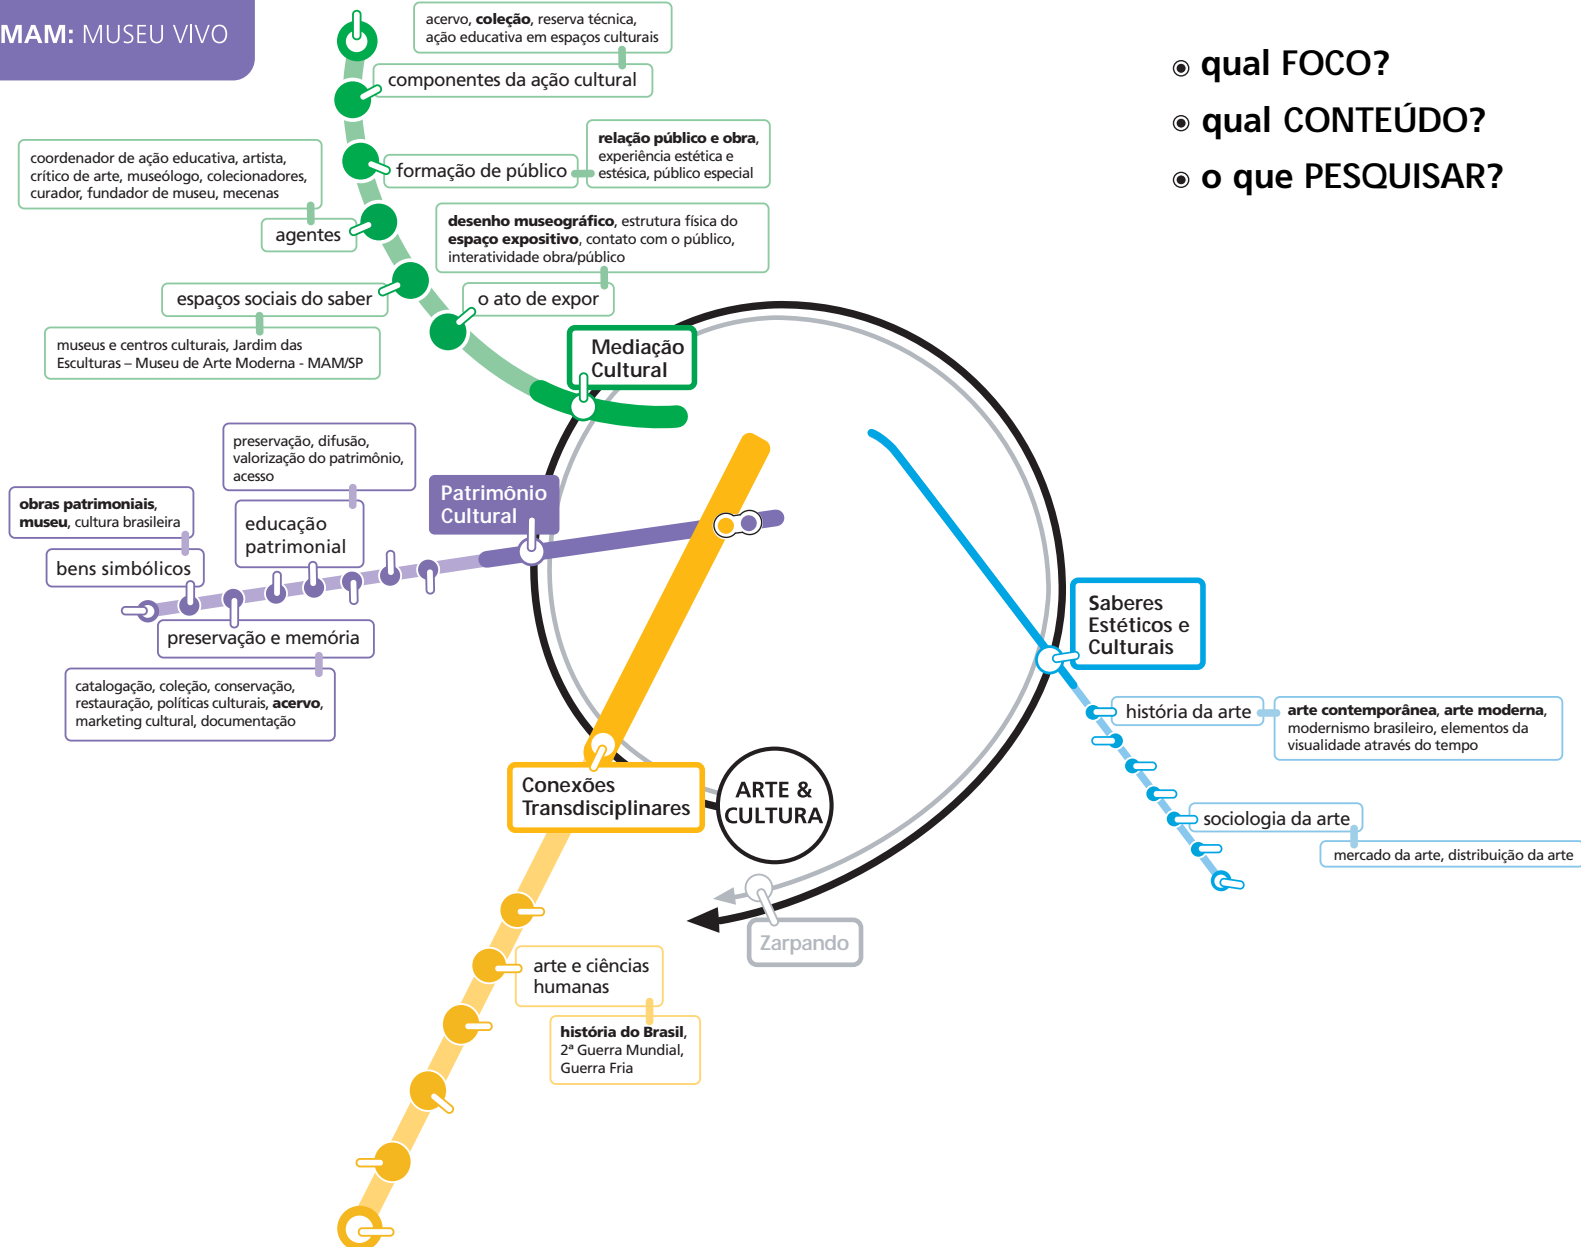 MAM: MUSEU VIVO
qual FOCO?
qual CONTEÚDO?
o que PESQUISAR?
acervo, coleção, reserva técnica,
ação educativa em espaços culturais
componentes da ação cultural
relação público e obra,
experiência estética e
estésica, público especial
formação de público
coordenador de ação educativa, artista,
crítico de arte, museólogo, colecionadores,
curador, fundador de museu, mecenas
agentes
desenho museográfico, estrutura física do
espaço expositivo, contato com o público,
interatividade obra/público
o ato de expor
espaços sociais do saber
museus e centros culturais, Jardim das
Esculturas – Museu de Arte Moderna - MAM/SP
Mediação
Cultural
preservação, difusão,
valorização do patrimônio,
acesso
educação
patrimonial
Patrimônio
Cultural
obras patrimoniais,
museu, cultura brasileira
bens simbólicos
preservação e memória
catalogação, coleção, conservação,
restauração, políticas culturais, acervo,
marketing cultural, documentação
Saberes
Estéticos e
Culturais
história da arte
arte contemporânea, arte moderna,
modernismo brasileiro, elementos da
visualidade através do tempo
sociologia da arte
mercado da arte, distribuição da arte
Conexões
Transdisciplinares
ARTE &
CULTURA
Zarpando
arte e ciências
humanas
história do Brasil,
2ª Guerra Mundial,
Guerra Fria